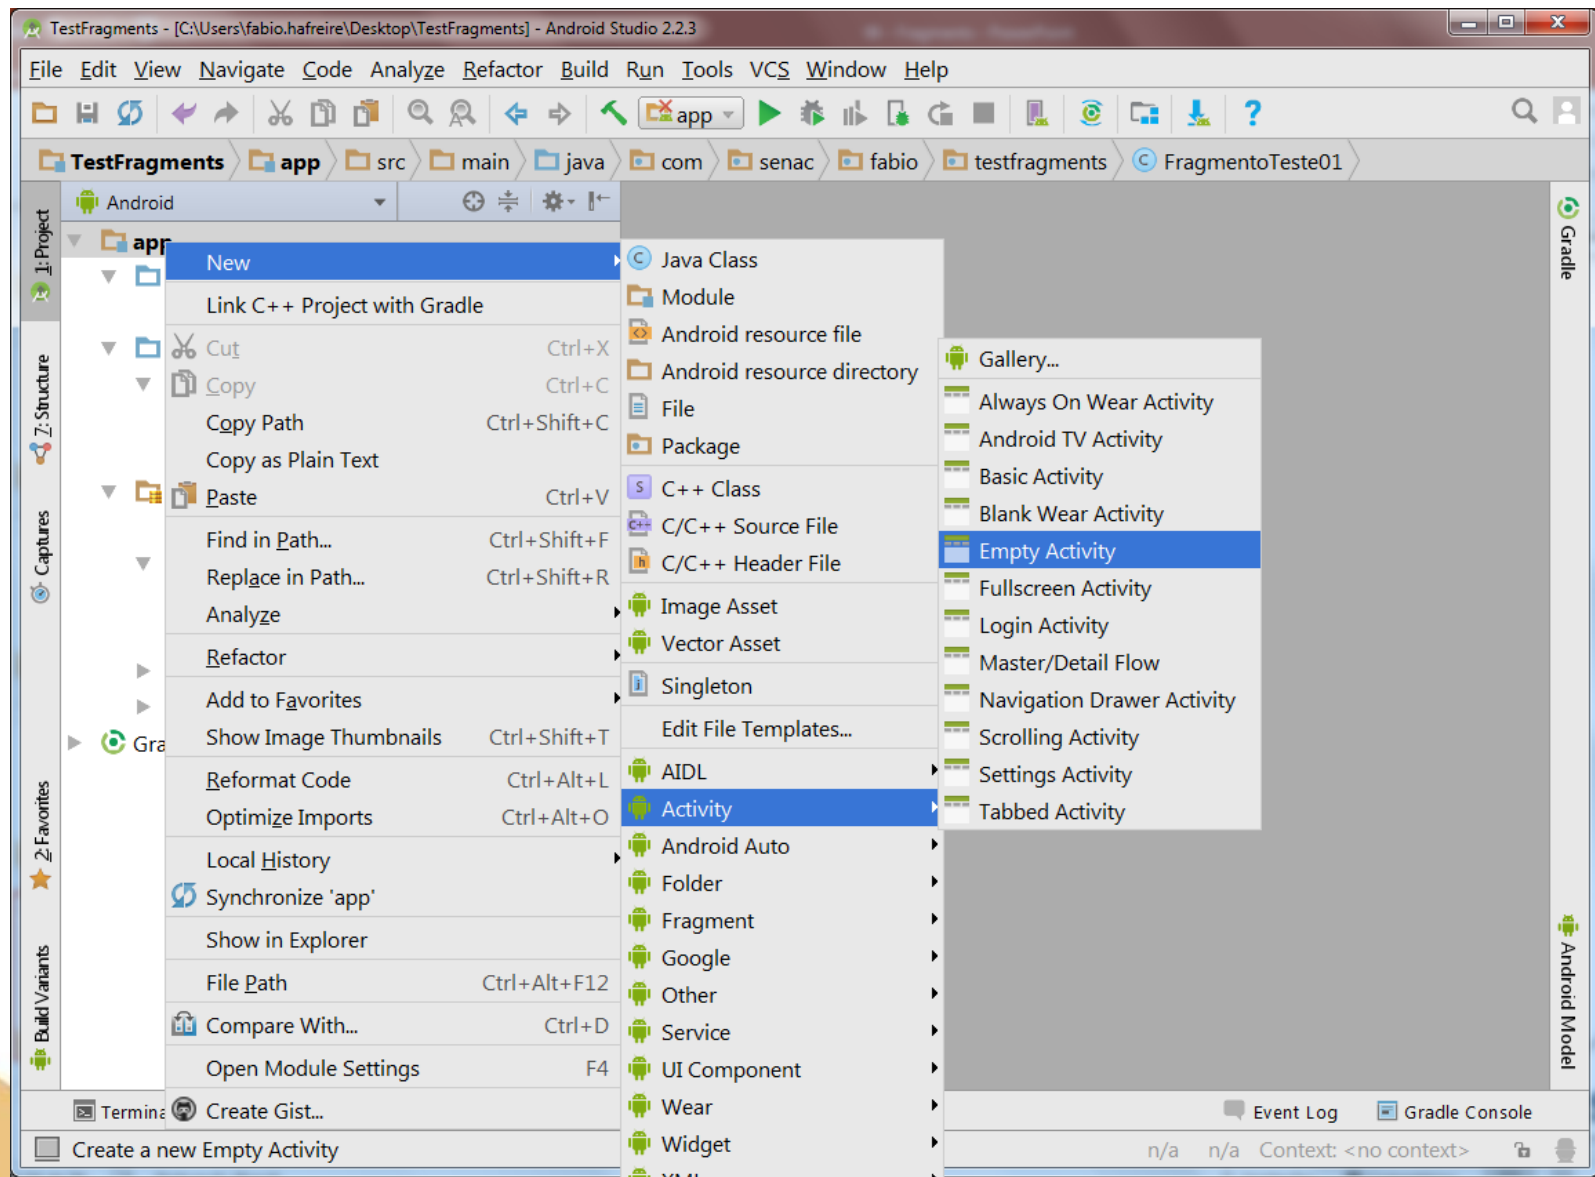 TestFragments - [C:\Users\fabio.hafreire\Desktop\TestFragments] - Android Studio 2.2.3
File Edit View Navigate Code Analyze Refactor Build Run Tools VCS Window Help
app
TestFragments app src main java com senac fabio testfragments FragmentoTeste01
Android
1: Project
7: Structure
Captures
2: Favorites
Build Variants
app
Gra
New
Link C++ Project with Gradle
Cut Ctrl+X
Copy Ctrl+C
Copy Path Ctrl+Shift+C
Copy as Plain Text
Paste Ctrl+V
Find in Path... Ctrl+Shift+F
Replace in Path... Ctrl+Shift+R
Analyze
Refactor
Add to Favorites
Show Image Thumbnails Ctrl+Shift+T
Reformat Code Ctrl+Alt+L
Optimize Imports Ctrl+Alt+O
Local History
Synchronize 'app'
Show in Explorer
File Path Ctrl+Alt+F12
Compare With... Ctrl+D
Open Module Settings F4
Create Gist...
Java Class
Module
Android resource file
Android resource directory
File
Package
C++ Class
C/C++ Source File
C/C++ Header File
Image Asset
Vector Asset
Singleton
Edit File Templates...
AIDL
Activity
Android Auto
Folder
Fragment
Google
Other
Service
UI Component
Wear
Widget
Gallery...
Always On Wear Activity
Android TV Activity
Basic Activity
Blank Wear Activity
Empty Activity
Fullscreen Activity
Login Activity
Master/Detail Flow
Navigation Drawer Activity
Scrolling Activity
Settings Activity
Tabbed Activity
Gradle
Android Model
Termina
Event Log Gradle Console
Create a new Empty Activity
n/a n/a Context: <no context>